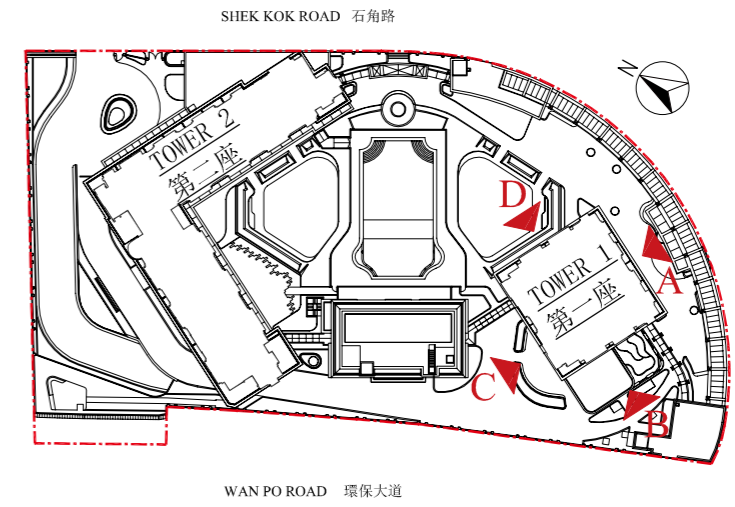 SHEK KOK ROAD 石角路
N
TOWER 2
第二座
D
A
TOWER 1
第一座
C
B
WAN PO ROAD 環保大道